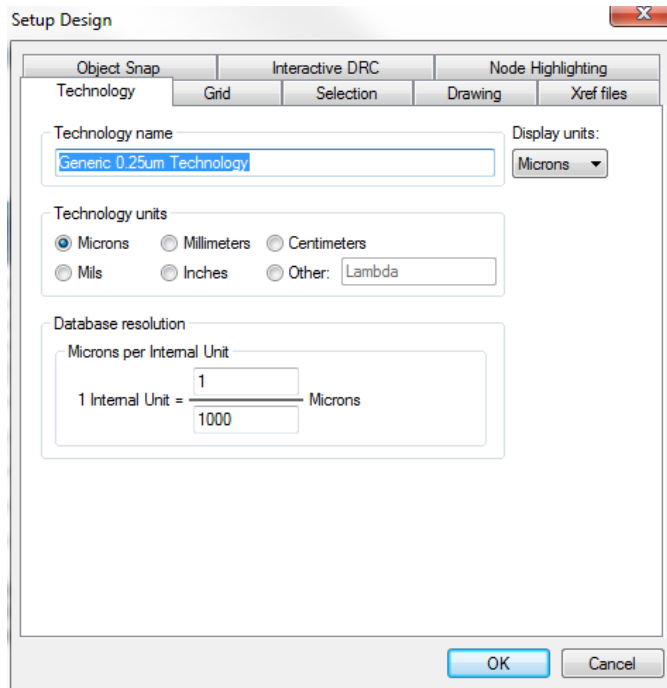 Setup Design
Object Snap Interactive DRC Node Highlighting
Technology Grid Selection Drawing Xref files
Technology name Display units:
Generic 0.25um Technology Microns
Technology units
Microns Millimeters Centimeters
Mils Inches Other: Lambda
Database resolution
Microns per Internal Unit
1
1 Internal Unit = Microns
1000
OK Cancel